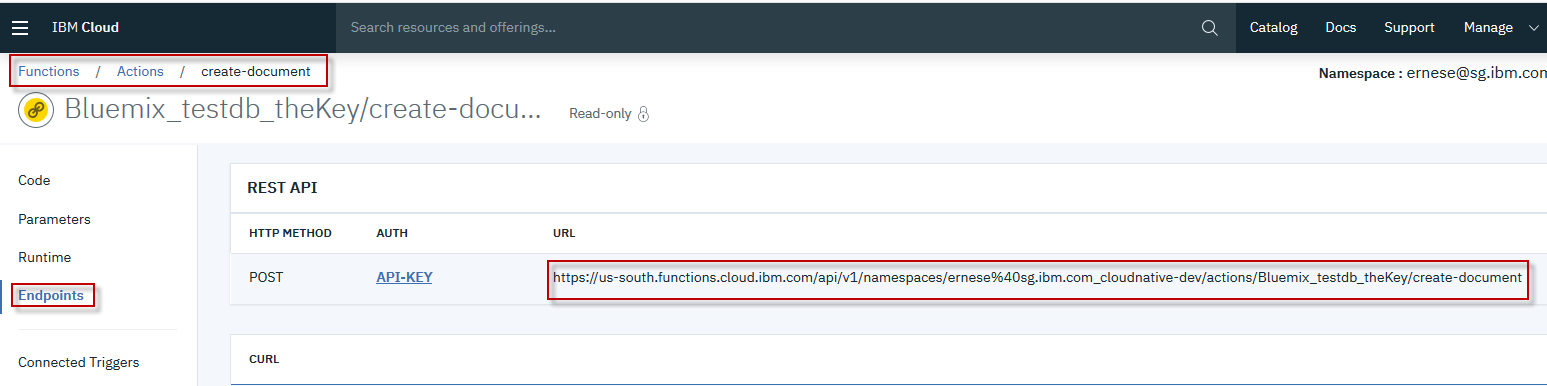 IBM Cloud Search resources and offerings... Catalog Docs Support Manage
Functions / Actions / create-document
Namespace : ernese@sg.ibm.com
Bluemix_testdb_theKey/create-docu... Read-only
Code
Parameters
Runtime
Endpoints
Connected Triggers
REST API
HTTP METHOD AUTH URL
POST API-KEY https://us-south.functions.cloud.ibm.com/api/v1/namespaces/ernese%40sg.ibm.com_cloudnative-dev/actions/Bluemix_testdb_theKey/create-document
CURL